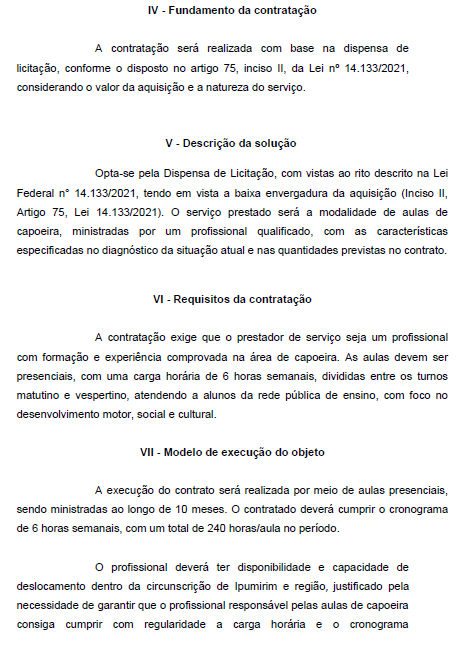 IV - Fundamento da contratação
A contratação será realizada com base na dispensa de
licitação, conforme o disposto no artigo 75, inciso II, da Lei nº 14.133/2021,
considerando o valor da aquisição e a natureza do serviço.
V - Descrição da solução
Opta-se pela Dispensa de Licitação, com vistas ao rito descrito na Lei
Federal n° 14.133/2021, tendo em vista a baixa envergadura da aquisição (Inciso II,
Artigo 75, Lei 14.133/2021). O serviço prestado será a modalidade de aulas de
capoeira, ministradas por um profissional qualificado, com as características
especificadas no diagnóstico da situação atual e nas quantidades previstas no contrato.
VI - Requisitos da contratação
A contratação exige que o prestador de serviço seja um profissional
com formação e experiência comprovada na área de capoeira. As aulas devem ser
presenciais, com uma carga horária de 6 horas semanais, divididas entre os turnos
matutino e vespertino, atendendo a alunos da rede pública de ensino, com foco no
desenvolvimento motor, social e cultural.
VII - Modelo de execução do objeto
A execução do contrato será realizada por meio de aulas presenciais,
sendo ministradas ao longo de 10 meses. O contratado deverá cumprir o cronograma
de 6 horas semanais, com um total de 240 horas/aula no período.
O profissional deverá ter disponibilidade e capacidade de
deslocamento dentro da circunscrição de Ipumirim e região, justificado pela
necessidade de garantir que o profissional responsável pelas aulas de capoeira
consiga cumprir com regularidade a carga horária e o cronograma